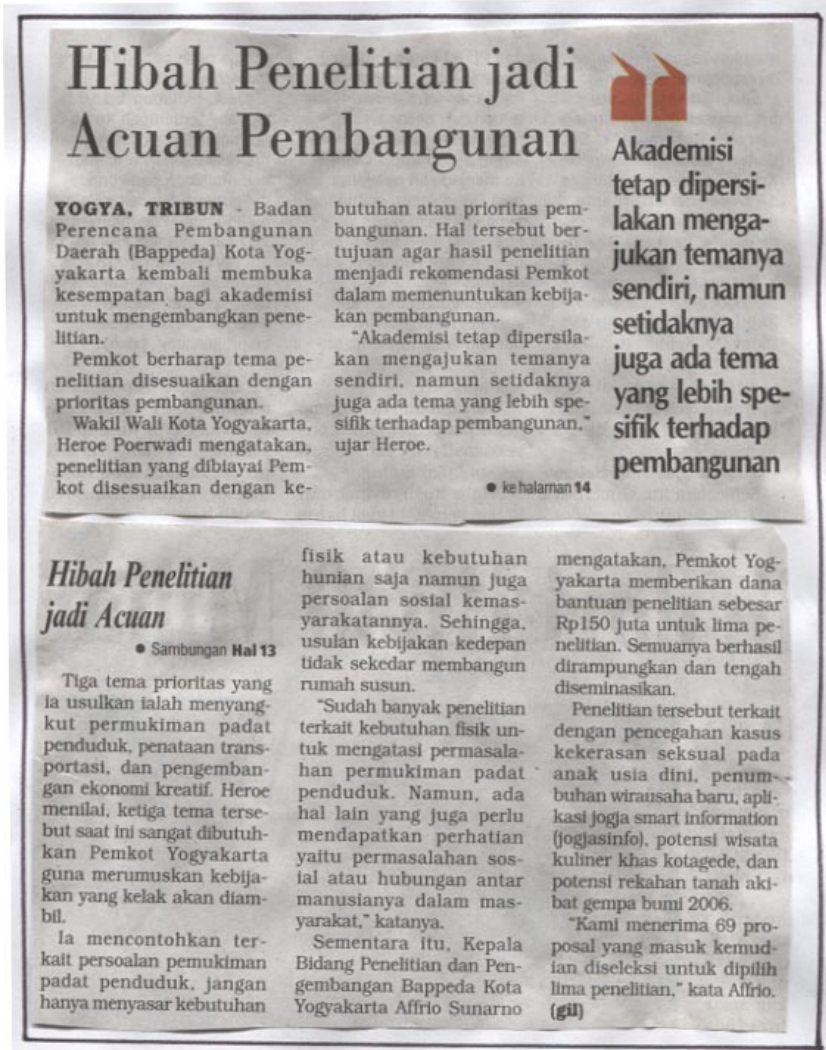 Hibah Penelitian jadi
Acuan Pembangunan
YOGYA, TRIBUN - Badan
Perencana Pembangunan
Daerah (Bappeda) Kota Yog-
yakarta kembali membuka
kesempatan bagi akademisi
untuk mengembangkan pene-
litian.
Pemkot berharap tema pe-
nelitian disesuaikan dengan
prioritas pembangunan.
Wakil Wali Kota Yogyakarta,
Heroe Poerwadi mengatakan,
penelitian yang dibiayai Pem-
kot disesuaikan dengan ke-
butuhan atau prioritas pem-
bangunan. Hal tersebut ber-
tujuan agar hasil penelitian
menjadi rekomendasi Pemkot
dalam memenuntukan kebija-
kan pembangunan.
"Akademisi tetap dipersila-
kan mengajukan temanya
sendiri, namun setidaknya
juga ada tema yang lebih spe-
sifik terhadap pembangunan,"
ujar Heroe.
● ke halaman 14
Akademisi
tetap dipersi-
lakan menga-
jukan temanya
sendiri, namun
setidaknya
juga ada tema
yang lebih spe-
sifik terhadap
pembangunan
Hibah Penelitian
jadi Acuan
● Sambungan Hal 13
Tiga tema prioritas yang
ia usulkan ialah menyang-
kut permukiman padat
penduduk, penataan trans-
portasi, dan pengemban-
gan ekonomi kreatif. Heroe
menilai, ketiga tema terse-
but saat ini sangat dibutuh-
kan Pemkot Yogyakarta
guna merumuskan kebija-
kan yang kelak akan diam-
bil.
Ia mencontohkan ter-
kait persoalan pemukiman
padat penduduk, jangan
hanya menyasar kebutuhan
fisik atau kebutuhan
hunian saja namun juga
persoalan sosial kemas-
yarakatannya. Sehingga,
usulan kebijakan kedepan
tidak sekedar membangun
rumah susun.
"Sudah banyak penelitian
terkait kebutuhan fisik un-
tuk mengatasi permasala-
han permukiman padat
penduduk. Namun, ada
hal lain yang juga perlu
mendapatkan perhatian
yaitu permasalahan sos-
ial atau hubungan antar
manusianya dalam mas-
yarakat," katanya.
Sementara itu, Kepala
Bidang Penelitian dan Pen-
gembangan Bappeda Kota
Yogyakarta Affrio Sunarno
mengatakan, Pemkot Yog-
yakarta memberikan dana
bantuan penelitian sebesar
Rp150 juta untuk lima pe-
nelitian. Semuanya berhasil
dirampungkan dan tengah
diseminasikan.
Penelitian tersebut terkait
dengan pencegahan kasus
kekerasan seksual pada
anak usia dini, penum-
buhan wirausaha baru, apli-
kasi jogja smart information
(jogjasinfo), potensi wisata
kuliner khas kotagede, dan
potensi rekahan tanah aki-
bat gempa bumi 2006.
"Kami menerima 69 pro-
posal yang masuk kemud-
ian diseleksi untuk dipilih
lima penelitian," kata Affrio.
(gil)